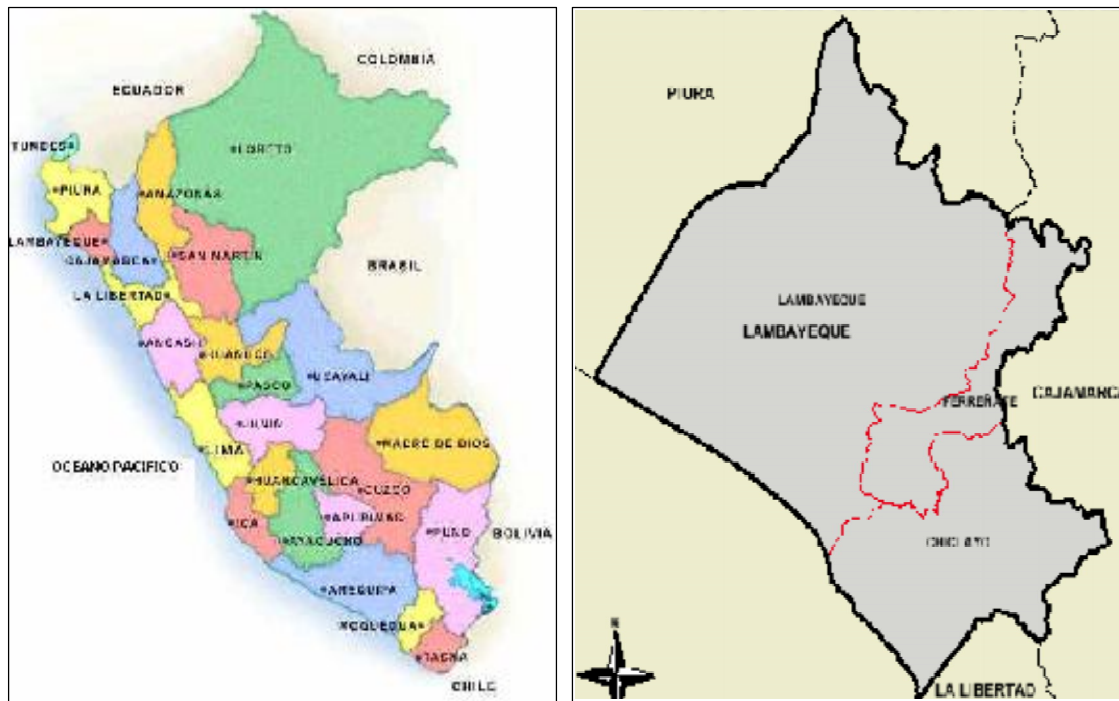 COLOMBIA
ECUADOR
TUMBES
LORETO
PIURA
AMAZONAS
LAMBAYEQUE
CAJAMARCA
SAN MARTIN
BRASIL
LA LIBERTAD
ANCASH
HUANUCO
UCAYALI
PASCO
JUNIN
LIMA
MADRE DE DIOS
OCEANO PACIFICO
HUANCAVELICA
CUZCO
ICA
APURIMAC
AYACUCHO
PUNO
BOLIVIA
AREQUIPA
MOQUEGUA
TACNA
CHILE
PIURA
LAMBAYEQUE
LAMBAYEQUE
CAJAMARCA
FERREÑAFE
CHICLAYO
N
LA LIBERTAD